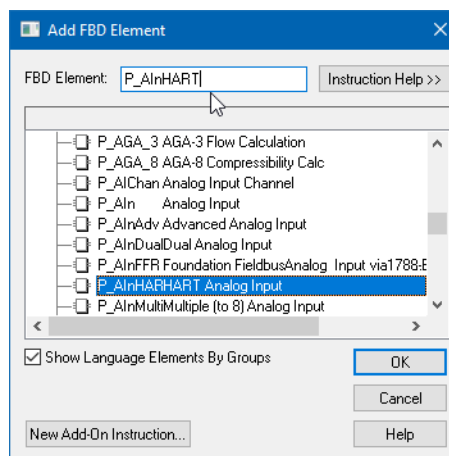 Add FBD Element
FBD Element: P_AInHART Instruction Help >>
P_AGA_3 AGA-3 Flow Calculation
P_AGA_8 AGA-8 Compressibility Calc
P_AIChan Analog Input Channel
P_AIn Analog Input
P_AInAdv Advanced Analog Input
P_AInDualDual Analog Input
P_AInFFR Foundation FieldbusAnalog Input via1788-E
P_AInHARHART Analog Input
P_AInMultiMultiple (to 8) Analog Input
Show Language Elements By Groups
OK
Cancel
New Add-On Instruction... Help